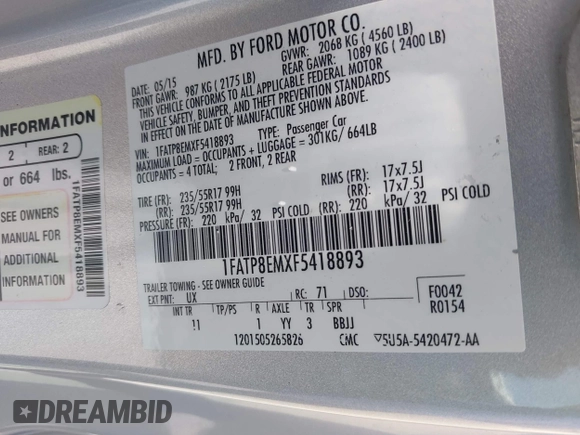 MFD. BY FORD MOTOR CO.
DATE: 05/15 GVWR: 2068 KG ( 4560 LB)
FRONT GAWR: 987 KG ( 2175 LB) REAR GAWR: 1089 KG ( 2400 LB)
THIS VEHICLE CONFORMS TO ALL APPLICABLE FEDERAL MOTOR
VEHICLE SAFETY, BUMPER, AND THEFT PREVENTION STANDARDS
IN EFFECT ON THE DATE OF MANUFACTURE SHOWN ABOVE.
VIN: 1FATP8EMXF5418893 TYPE: Passenger Car
MAXIMUM LOAD = OCCUPANTS + LUGGAGE = 301KG/ 664LB
OCCUPANTS = 4 TOTAL; 2 FRONT, 2 REAR
TIRE (FR): 235/55R17 99H RIMS (FR): 17x7.5J
(RR): 235/55R17 99H (RR): 17x7.5J
PRESSURE (FR): 220 kPa/ 32 PSI COLD (RR): 220 kPa/ 32 PSI COLD
1FATP8EMXF5418893
TRAILER TOWING - SEE OWNER GUIDE
EXT PNT: UX RC: 71 DSO: F0042
INT TR TP/PS R AXLE TR SPR R0154
1 YY 3 BBJJ
1201505265826 CMC 5U5A-5420472-AA
INFORMATION
2 REAR: 2
or 664 lbs.
SEE OWNERS
MANUAL FOR
ADDITIONAL
INFORMATION
1FATP8EMXF5418893
DREAMBID